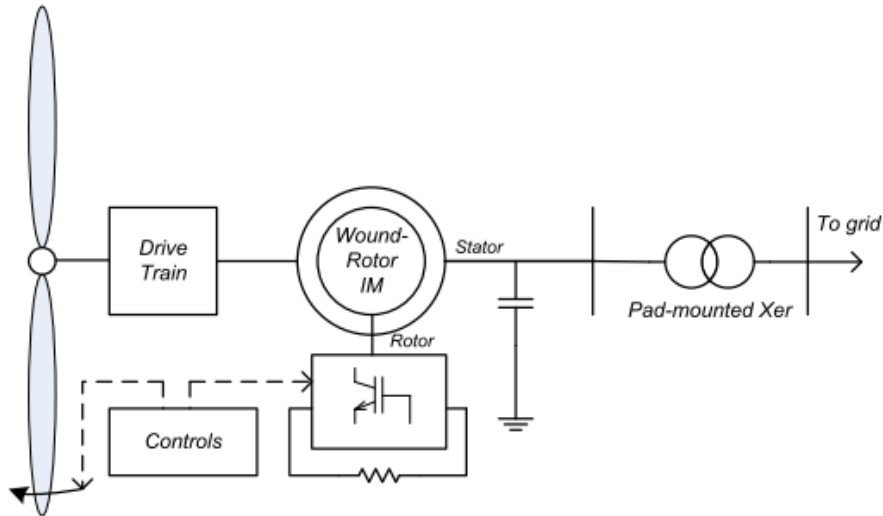 Drive
Train
Wound-
Rotor
IM
Stator
To grid
Pad-mounted Xer
Rotor
Controls